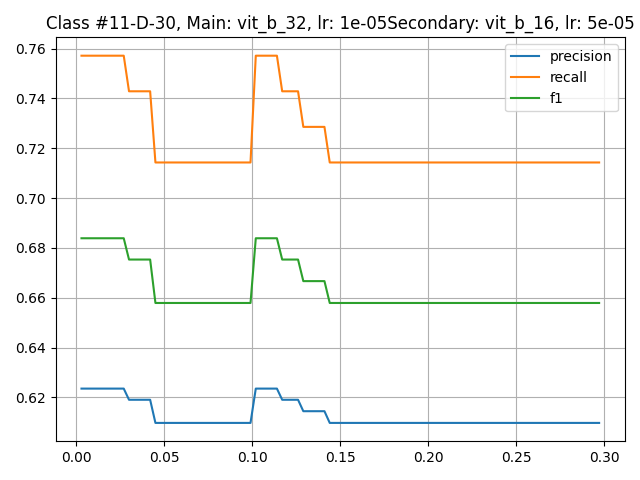 Class #11-D-30, Main: vit_b_32, lr: 1e-05Secondary: vit_b_16, lr: 5e-05
precision
recall
f1
0.76
0.74
0.72
0.70
0.68
0.66
0.64
0.62
0.00 0.05 0.10 0.15 0.20 0.25 0.30